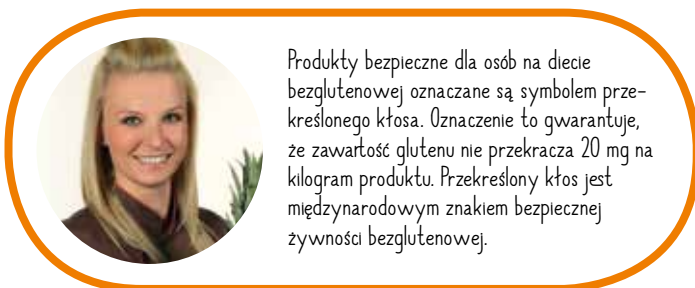 Produkty bezpieczne dla osób na diecie
bezglutenowej oznaczane są symbolem prze-
kreślonego kłosa. Oznaczenie to gwarantuje,
że zawartość glutenu nie przekracza 20 mg na
kilogram produktu. Przekreślony kłos jest
międzynarodowym znakiem bezpiecznej
żywności bezglutenowej.